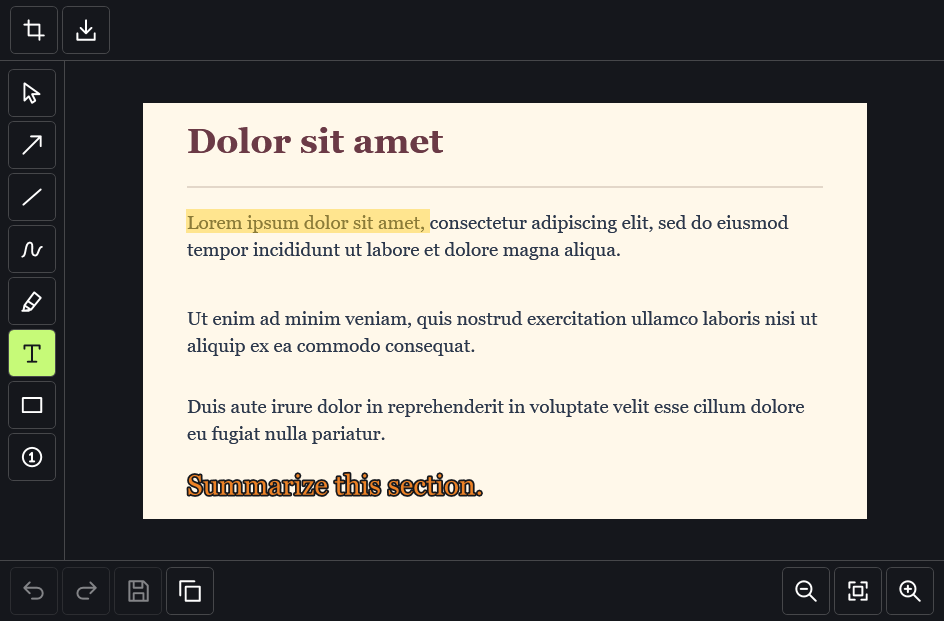 Dolor sit amet
Lorem ipsum dolor sit amet, consectetur adipiscing elit, sed do eiusmod
tempor incididunt ut labore et dolore magna aliqua.
Ut enim ad minim veniam, quis nostrud exercitation ullamco laboris nisi ut
aliquip ex ea commodo consequat.
Duis aute irure dolor in reprehenderit in voluptate velit esse cillum dolore
eu fugiat nulla pariatur.
Summarize this section.